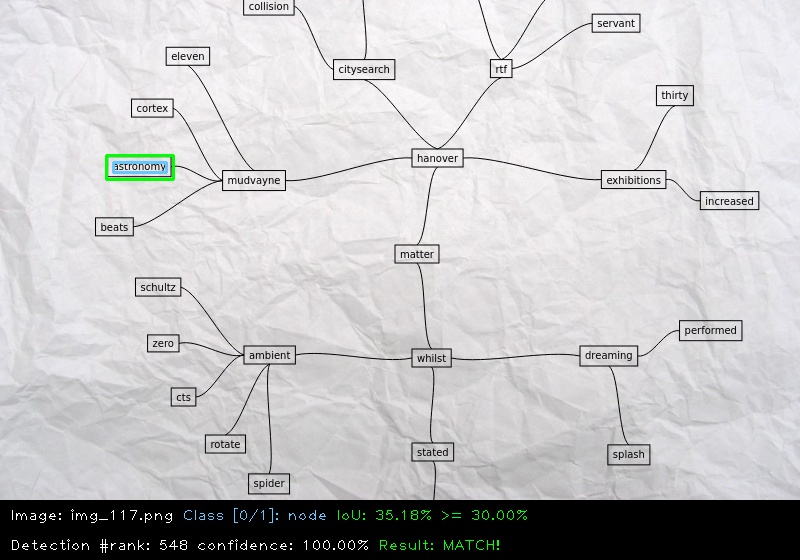 collision
servant
eleven
citysearch
rtf
thirty
cortex
hanover
astronomy
mudvayne
exhibitions
increased
beats
matter
schultz
performed
zero
ambient
whilst
dreaming
cts
rotate
stated
splash
spider
Image: img_117.png Class [0/1]: node IoU: 35.18% >= 30.00%
Detection #rank: 548 confidence: 100.00% Result: MATCH!